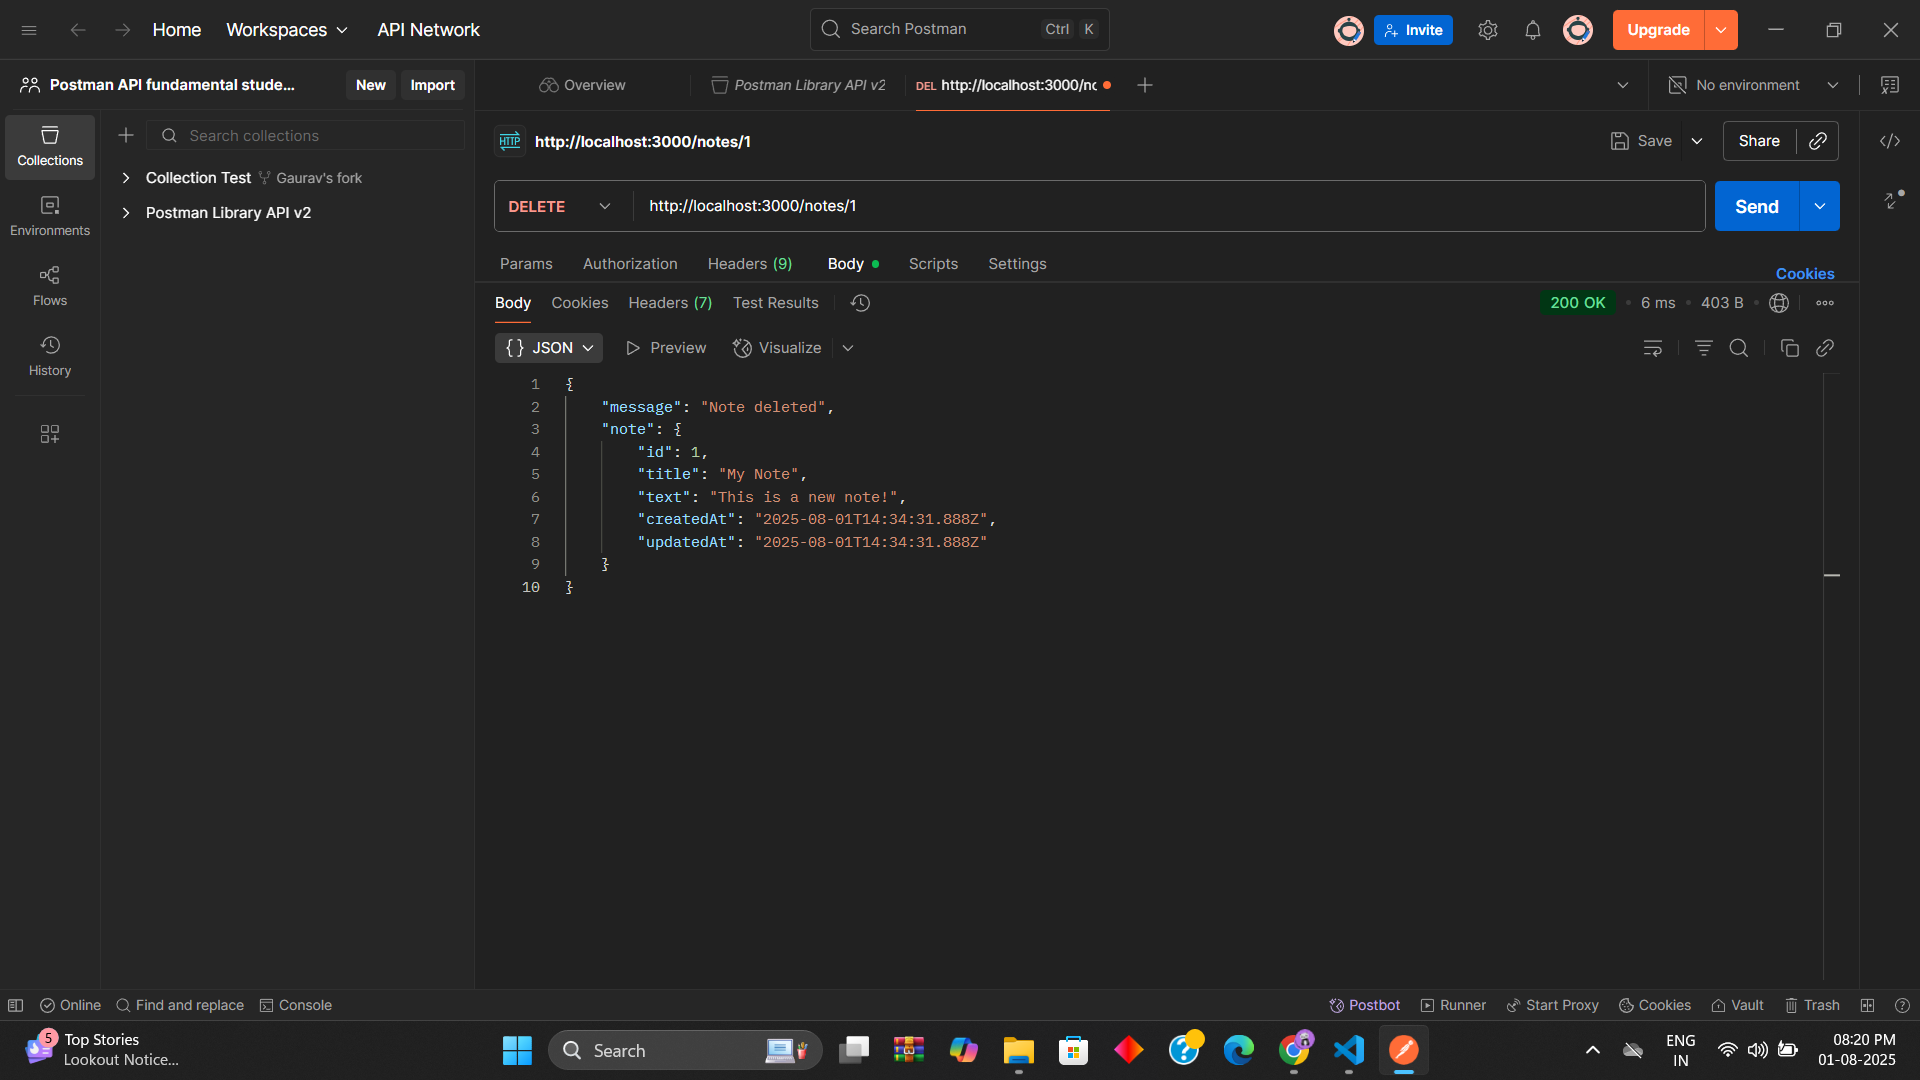 Home Workspaces API Network Search Postman Ctrl K Invite Upgrade
Postman API fundamental stude... New Import Overview Postman Library API v2 DEL http://localhost:3000/nc No environment
Search collections
Collections
Environments
Flows
History
Collection Test Gaurav's fork
Postman Library API v2
HTTP http://localhost:3000/notes/1 Save Share
DELETE http://localhost:3000/notes/1 Send
Params Authorization Headers (9) Body Scripts Settings Cookies
Body Cookies Headers (7) Test Results 200 OK 6 ms 403 B
{} JSON Preview Visualize
1 {
2 "message": "Note deleted",
3 "note": {
4 "id": 1,
5 "title": "My Note",
6 "text": "This is a new note!",
7 "createdAt": "2025-08-01T14:34:31.888Z",
8 "updatedAt": "2025-08-01T14:34:31.888Z"
9 }
10 }
Online Find and replace Console Postbot Runner Start Proxy Cookies Vault Trash
5 Top Stories
Lookout Notice...
Search
ENG
IN
08:20 PM
01-08-2025